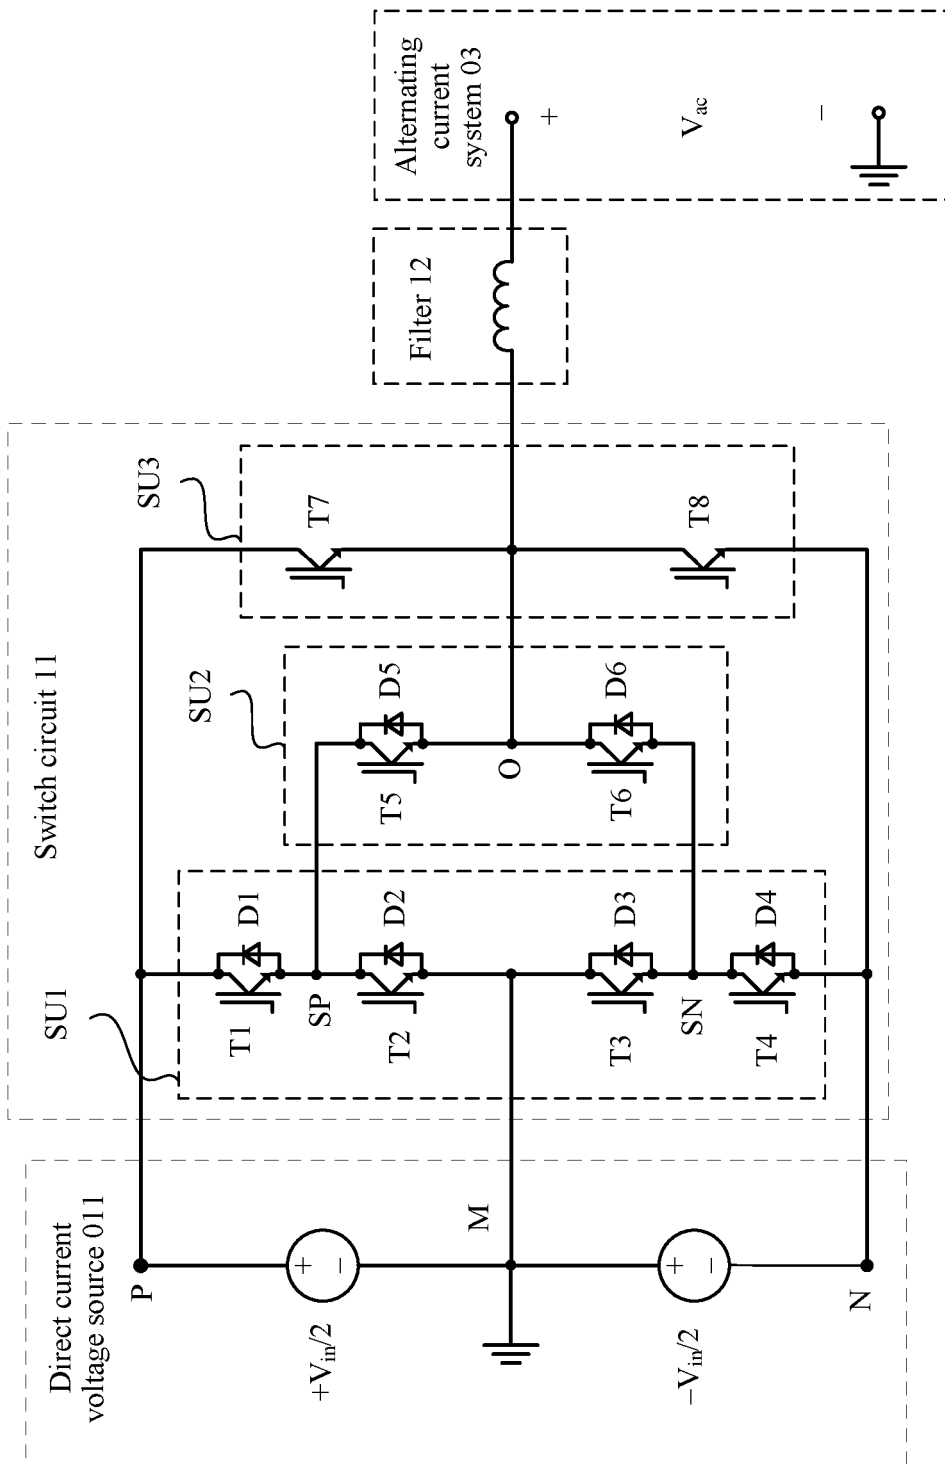 Direct current
voltage source 011
P
+
−
+Vin/2
M
+
−
−Vin/2
N
Switch circuit 11
SU1
T1
D1
SP
T2
D2
T3
D3
SN
T4
D4
SU2
T5
D5
O
T6
D6
SU3
T7
T8
Filter 12
Alternating
current
system 03
+
Vac
−